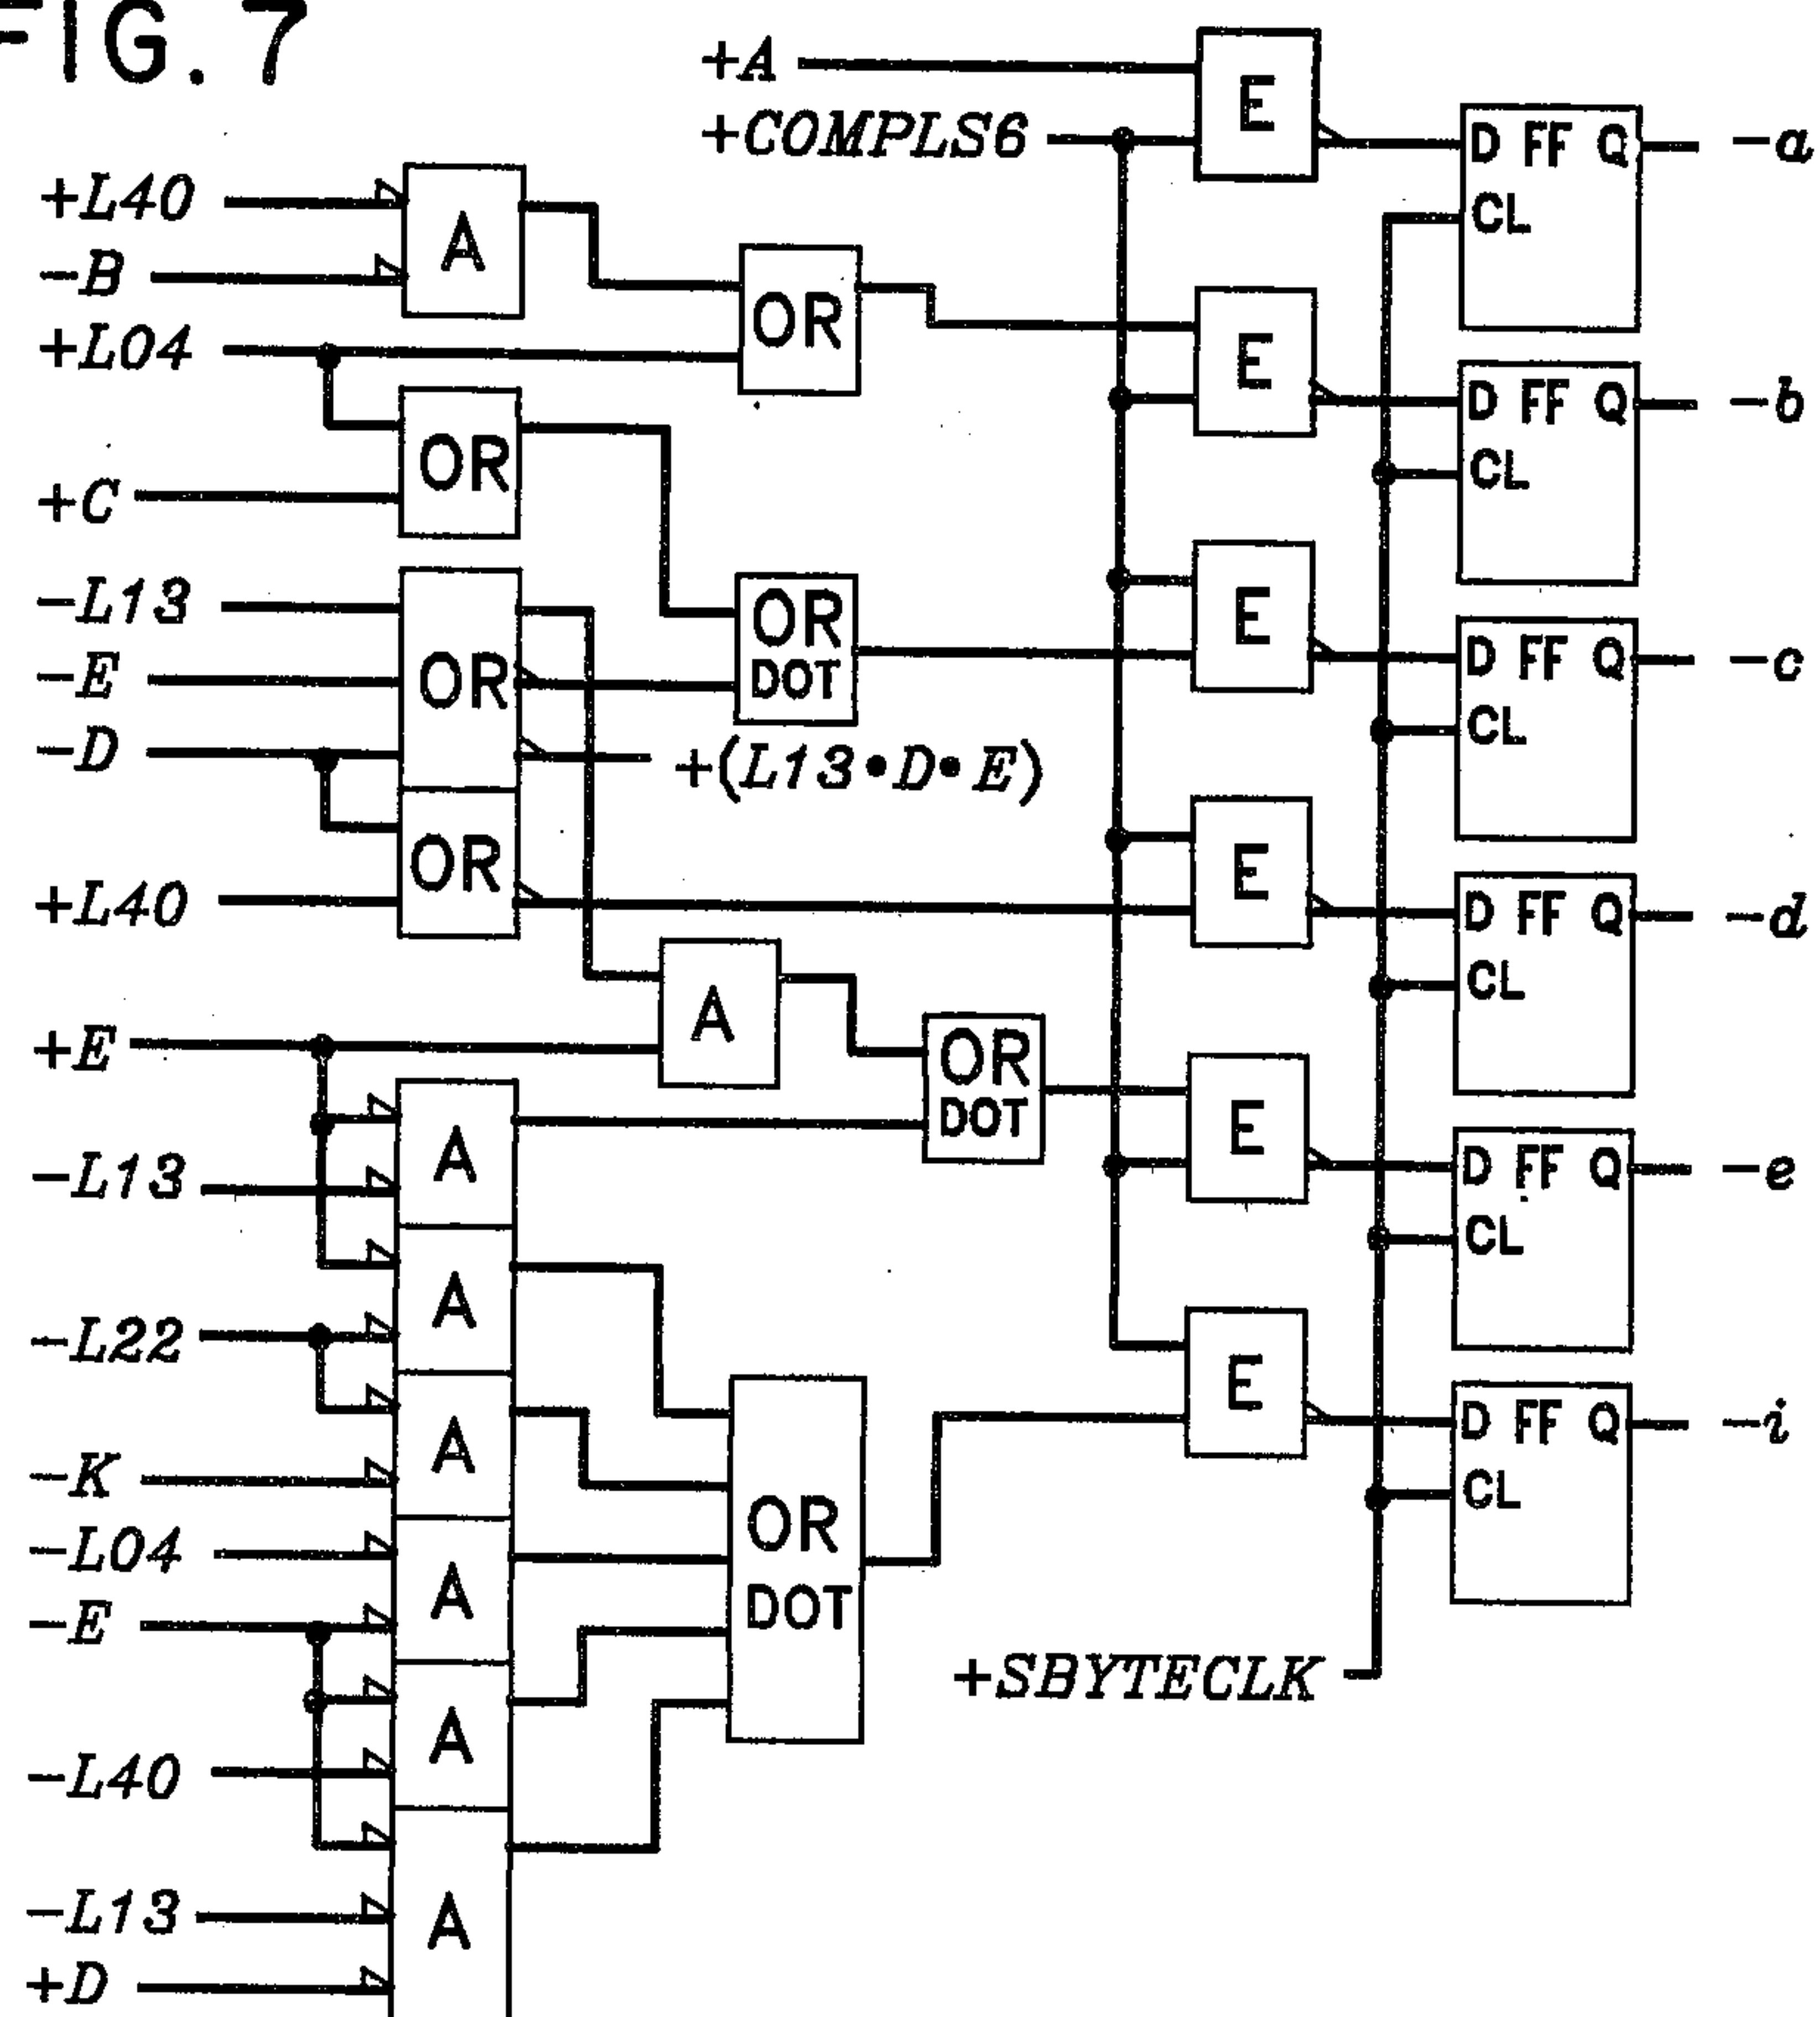 FIG. 7
+A
E
+COMPLS6
D FF Q
-a
CL
+L40
A
-B
OR
+L04
E
D FF Q
-b
CL
OR
+C
-L13
OR
DOT
E
D FF Q
-c
CL
-E
OR
-D
+(L13•D•E)
OR
+L40
E
D FF Q
-d
CL
A
+E
OR
DOT
E
D FF Q
-e
CL
A
-L13
A
-L22
E
D FF Q
-i
CL
A
-K
OR
DOT
-L04
A
-E
+SBYTECLK
A
-L40
A
-L13
+D